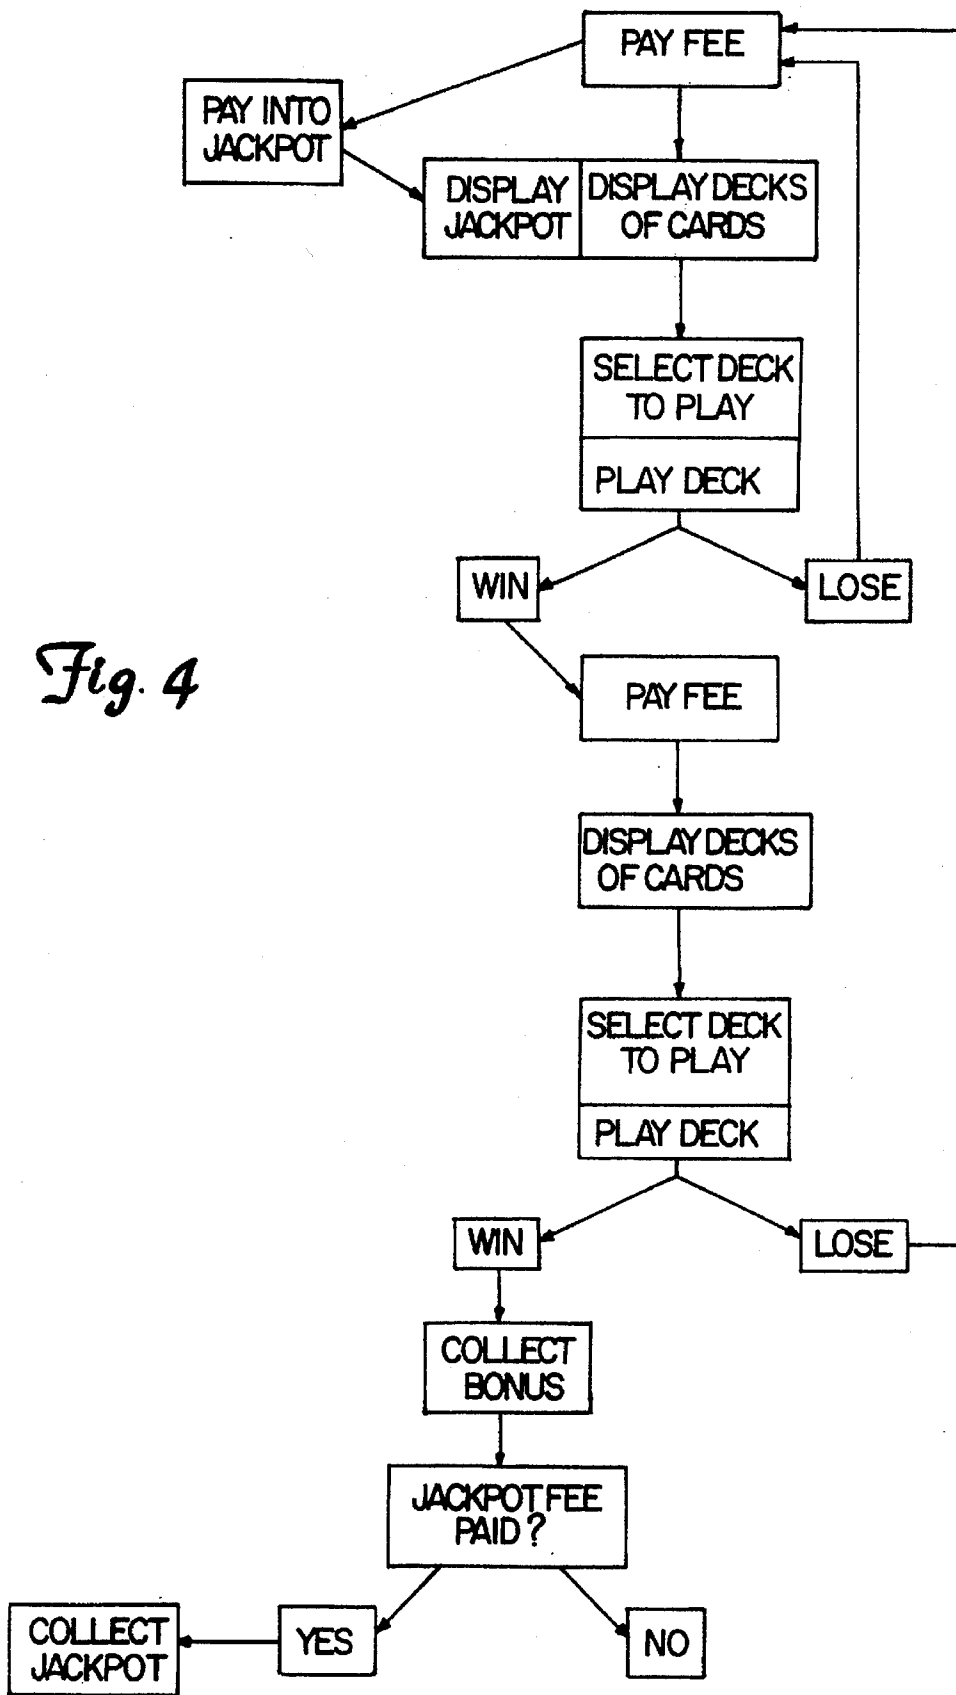 PAY FEE
PAY INTO
JACKPOT
DISPLAY
JACKPOT
DISPLAY DECKS
OF CARDS
SELECT DECK
TO PLAY
PLAY DECK
WIN
LOSE
Fig. 4
PAY FEE
DISPLAY DECKS
OF CARDS
SELECT DECK
TO PLAY
PLAY DECK
WIN
LOSE
COLLECT
BONUS
JACKPOT FEE
PAID?
COLLECT
JACKPOT
YES
NO